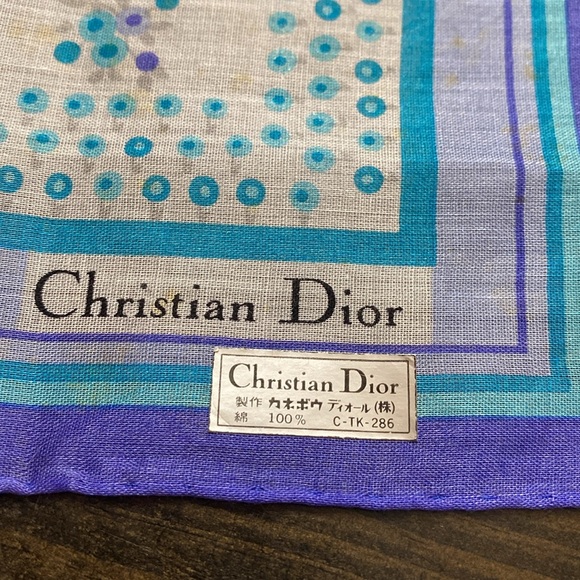 Christian Dior
Christian Dior
製作 カネボウ ディオール (株)
綿 100% C-TK-286